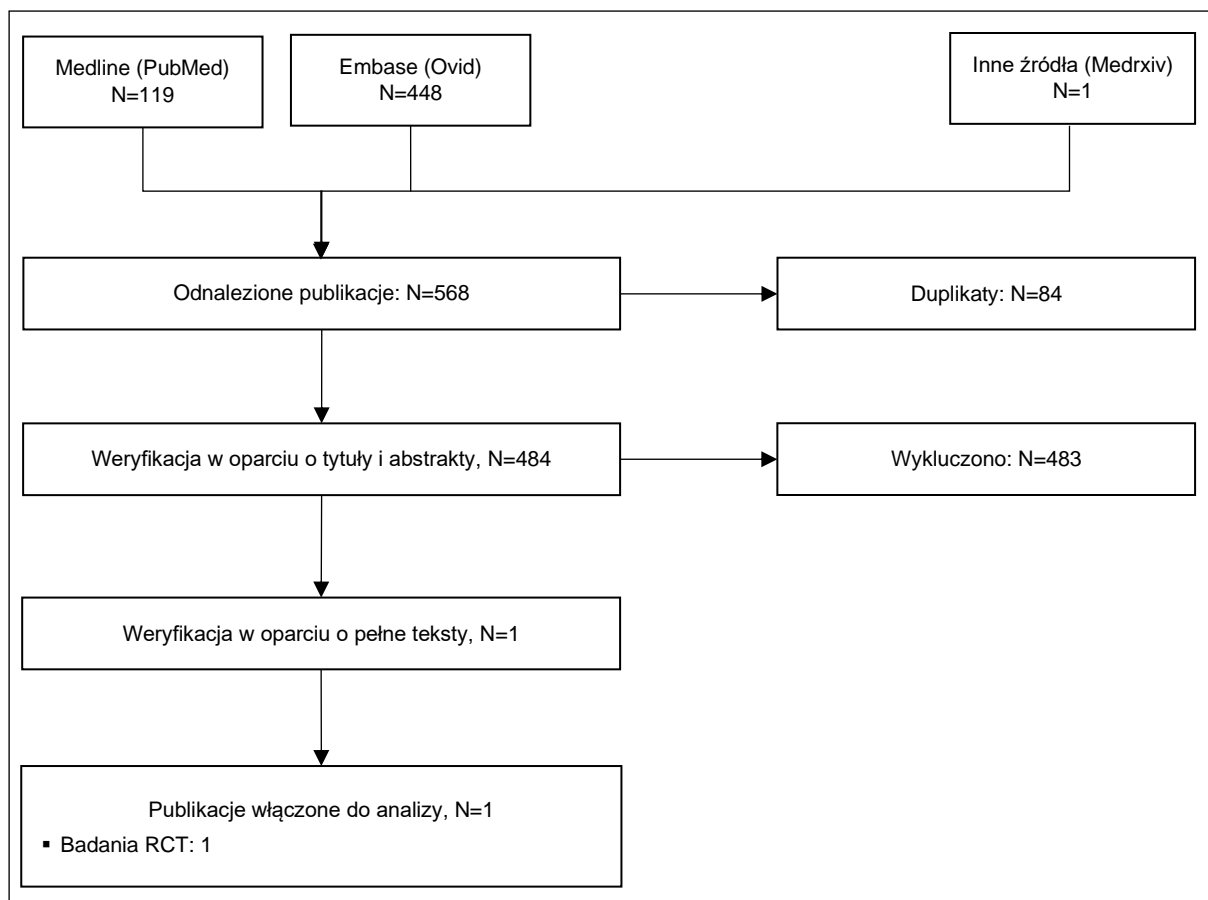 Medline (PubMed)
N=119
Embase (Ovid)
N=448
Inne źródła (Medrxiv)
N=1
Odnalezione publikacje: N=568
Duplikaty: N=84
Weryfikacja w oparciu o tytuły i abstrakty, N=484
Wykluczono: N=483
Weryfikacja w oparciu o pełne teksty, N=1
Publikacje włączone do analizy, N=1
▪ Badania RCT: 1